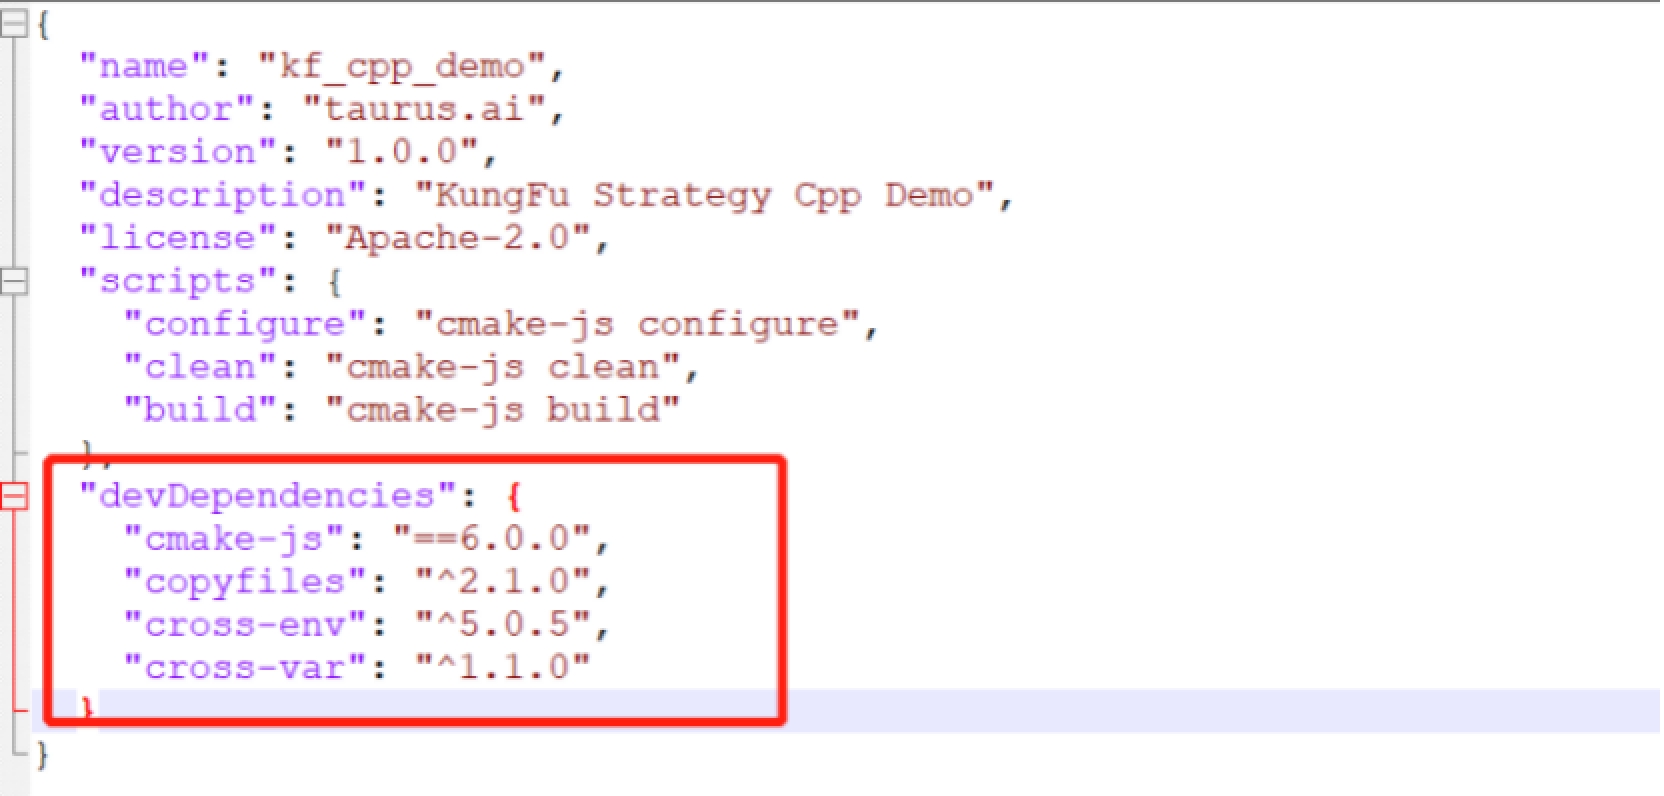 {
"name": "kf_cpp_demo",
"author": "taurus.ai",
"version": "1.0.0",
"description": "KungFu Strategy Cpp Demo",
"license": "Apache-2.0",
"scripts": {
"configure": "cmake-js configure",
"clean": "cmake-js clean",
"build": "cmake-js build"
},
"devDependencies": {
"cmake-js": "==6.0.0",
"copyfiles": "^2.1.0",
"cross-env": "^5.0.5",
"cross-var": "^1.1.0"
}
}